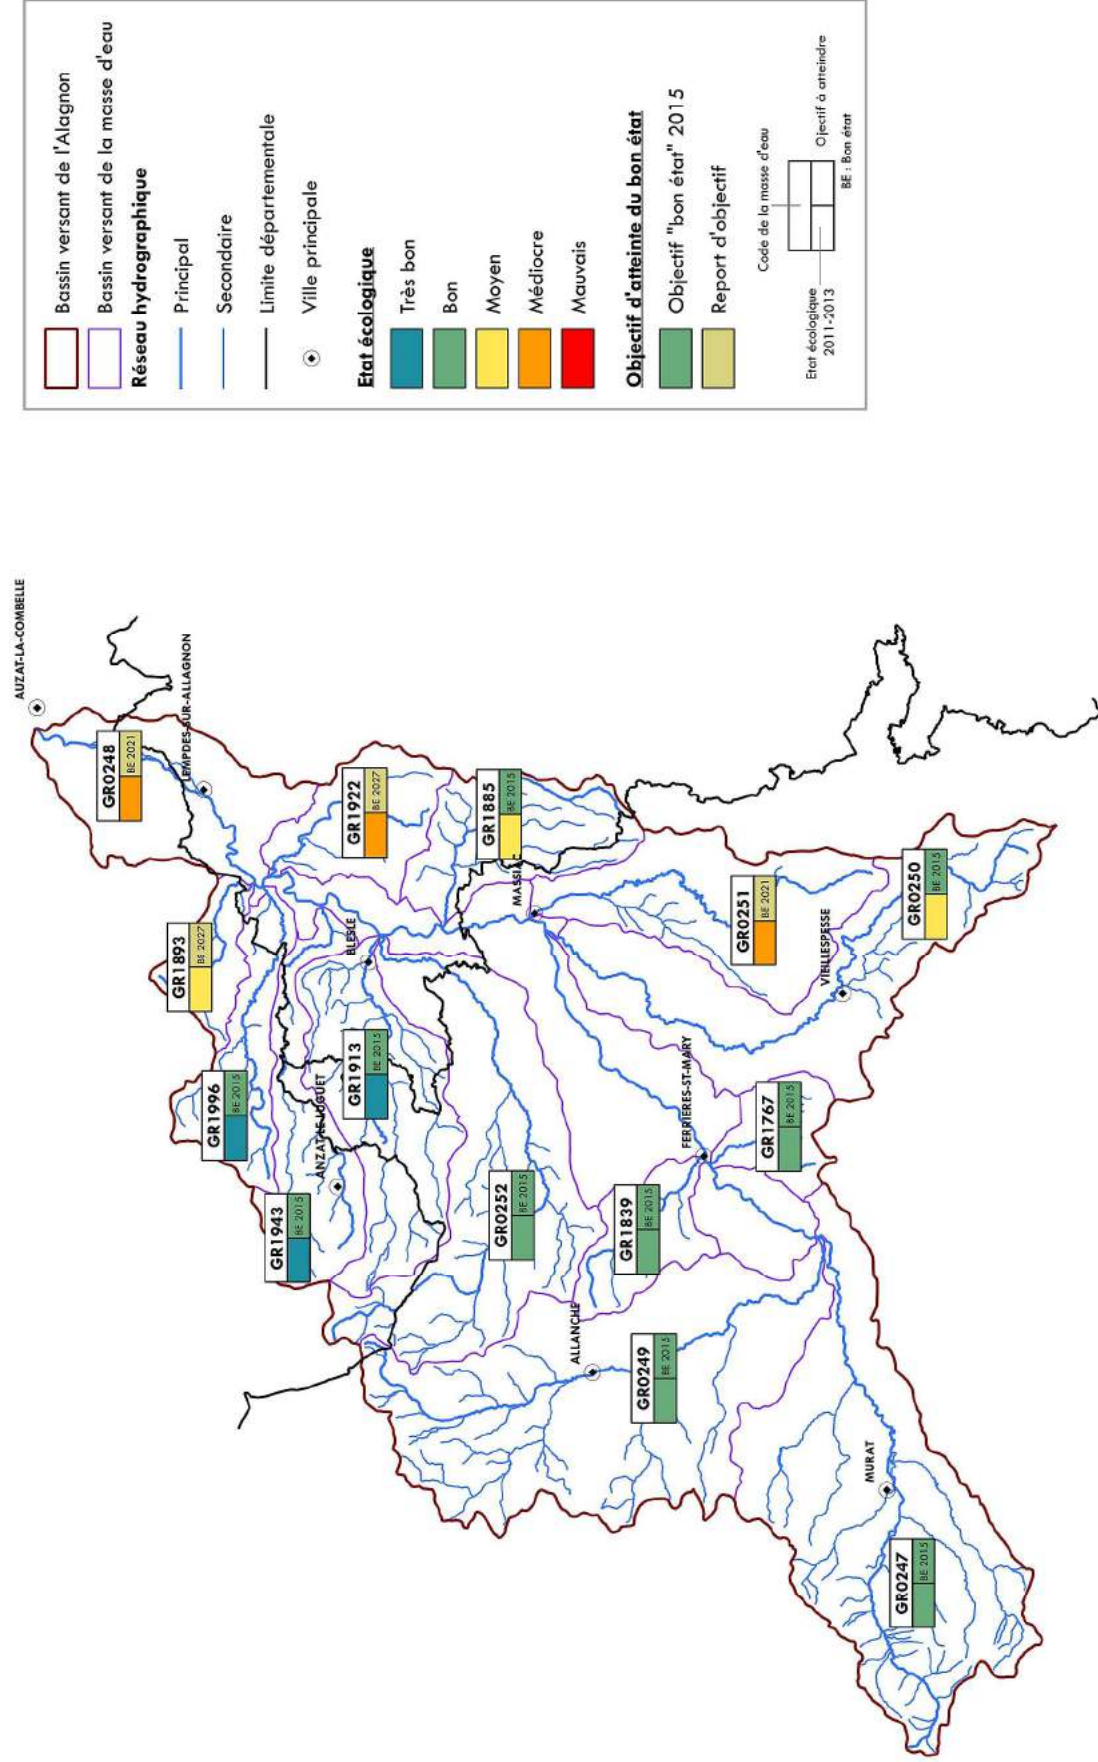 AUZAT-LA-COMBELLE
GR0248
BE 2021
LEMPDES-SUR-ALLAGNON
GR1893
BE 2027
GR1922
BE 2027
GR1996
BE 2015
BLESLE
GR1885
BE 2015
GR1943
BE 2015
ANZAT-LE-LUGUET
GR1913
BE 2015
MASSIA
GR0252
BE 2015
GR0251
BE 2021
GR0250
BE 2015
VIEILLESPESSE
ALLANCHE
GR1839
BE 2015
FERRIERES-ST-MARY
GR1767
BE 2015
GR0249
BE 2015
MURAT
GR0247
BE 2015
Bassin versant de l'Alagnon
Bassin versant de la masse d'eau
Réseau hydrographique
Principal
Secondaire
Limite départementale
Ville principale
Etat écologique
Très bon
Bon
Moyen
Médiocre
Mauvais
Objectif d'atteinte du bon état
Objectif "bon état" 2015
Report d'objectif
Code de la masse d'eau
Etat écologique
2011-2013
Ojectif à atteindre
BE : Bon état